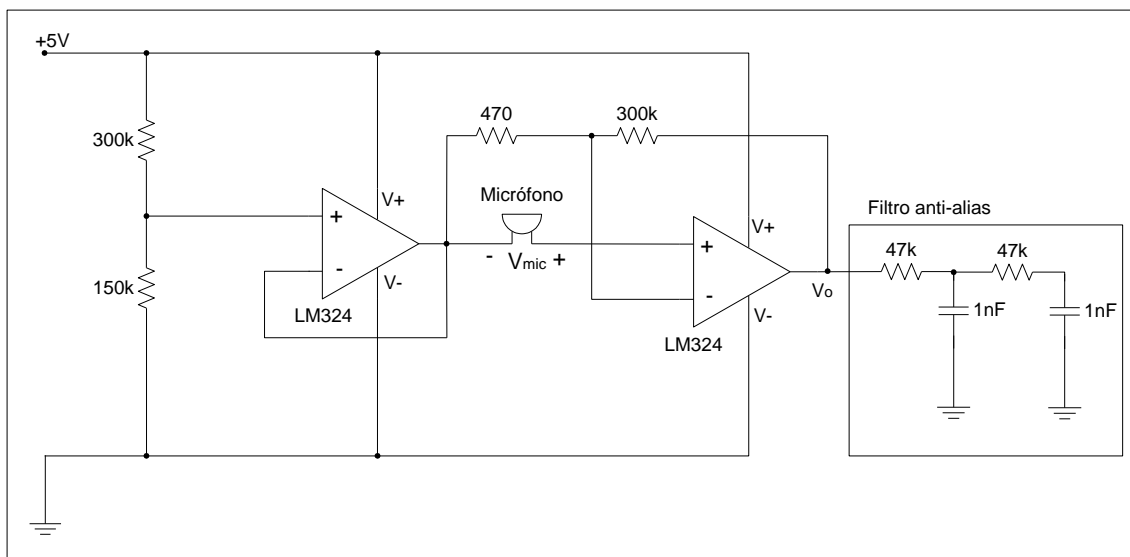 +5V
300k
150k
+
-
V+
V-
LM324
470
300k
Micrófono
- Vmic +
+
-
V+
V-
LM324
Vo
Filtro anti-alias
47k
47k
1nF
1nF